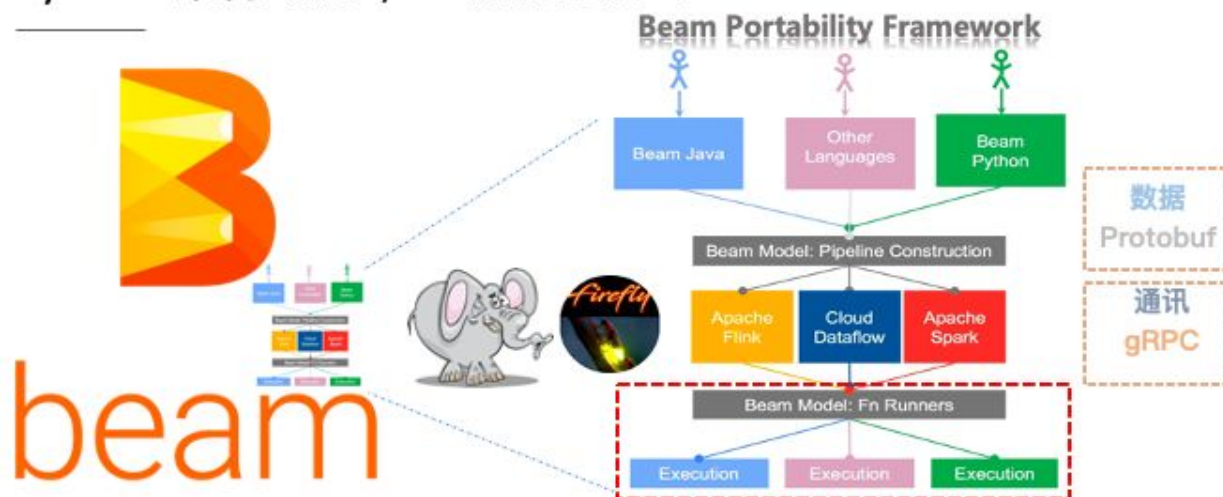 Beam Portability Framework
Beam Java
Other
Languages
Beam
Python
数据
Protobuf
Beam Model: Pipeline Construction
firefly
Apache
Flink
Cloud
Dataflow
Apache
Spark
通讯
gRPC
Beam Model: Fn Runners
Execution
Execution
Execution
beam